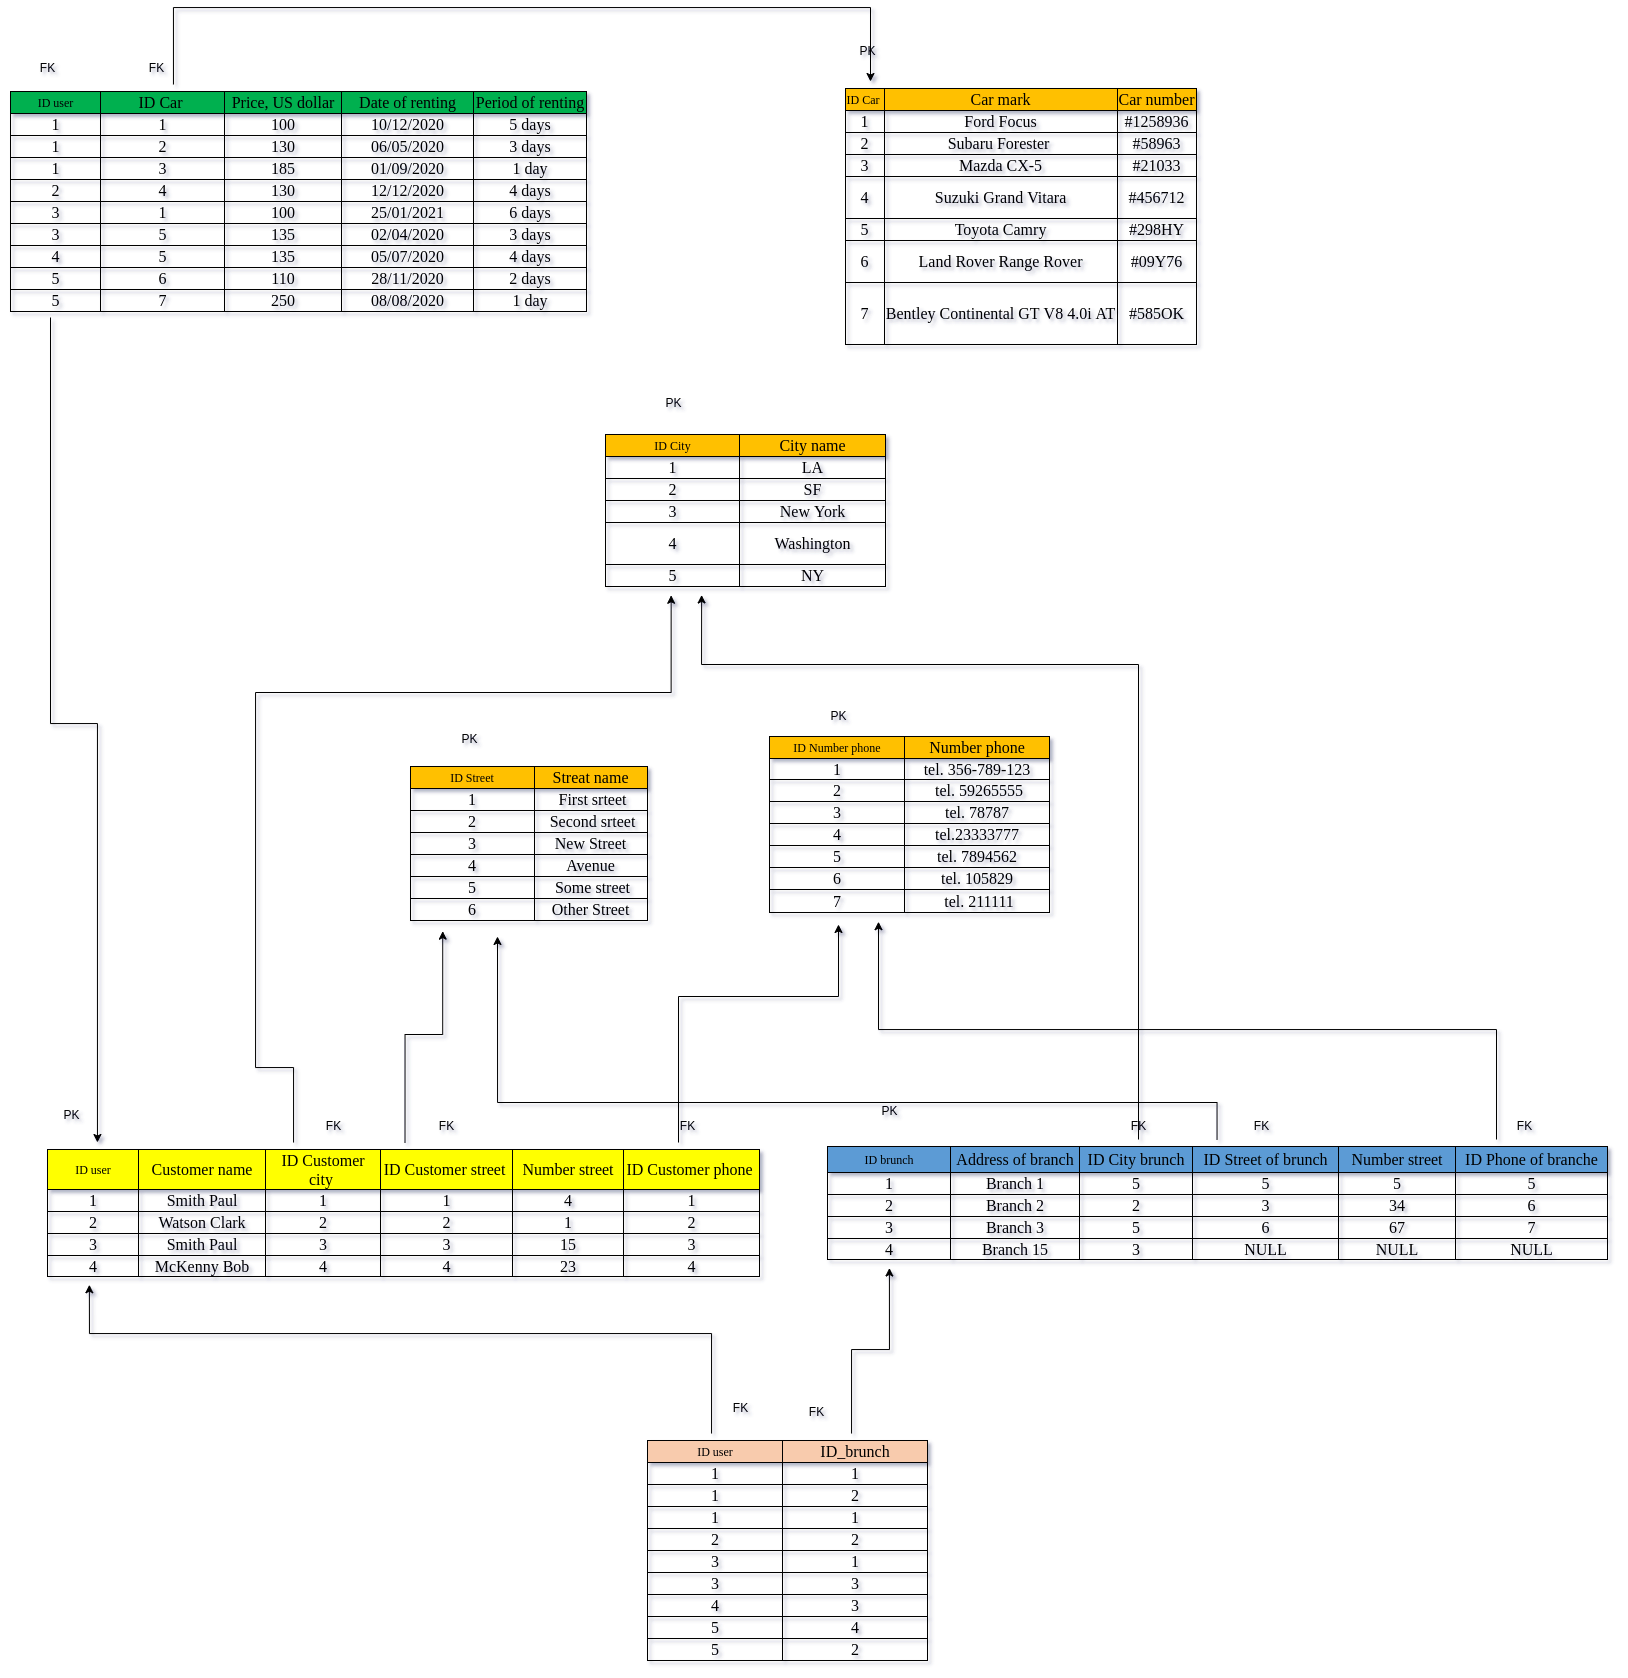 PK
FK FK
ID user ID Car Price, US dollar Date of renting Period of renting
1 1 100 10/12/2020 5 days
1 2 130 06/05/2020 3 days
1 3 185 01/09/2020 1 day
2 4 130 12/12/2020 4 days
3 1 100 25/01/2021 6 days
3 5 135 02/04/2020 3 days
4 5 135 05/07/2020 4 days
5 6 110 28/11/2020 2 days
5 7 250 08/08/2020 1 day
ID Car Car mark Car number
1 Ford Focus #1258936
2 Subaru Forester #58963
3 Mazda CX-5 #21033
4 Suzuki Grand Vitara #456712
5 Toyota Camry #298HY
6 Land Rover Range Rover #09Y76
7 Bentley Continental GT V8 4.0i AT #585OK
PK
ID City City name
1 LA
2 SF
3 New York
4 Washington
5 NY
PK
ID Street Streat name
1 First srteet
2 Second srteet
3 New Street
4 Avenue
5 Some street
6 Other Street
PK
ID Number phone Number phone
1 tel. 356-789-123
2 tel. 59265555
3 tel. 78787
4 tel.23333777
5 tel. 7894562
6 tel. 105829
7 tel. 211111
PK FK FK FK
ID user Customer name ID Customer
city ID Customer street Number street ID Customer phone
1 Smith Paul 1 1 4 1
2 Watson Clark 2 2 1 2
3 Smith Paul 3 3 15 3
4 McKenny Bob 4 4 23 4
PK FK FK FK
ID brunch Address of branch ID City brunch ID Street of brunch Number street ID Phone of branche
1 Branch 1 5 5 5 5
2 Branch 2 2 3 34 6
3 Branch 3 5 6 67 7
4 Branch 15 3 NULL NULL NULL
FK FK
ID user ID_brunch
1 1
1 2
1 1
2 2
3 1
3 3
4 3
5 4
5 2